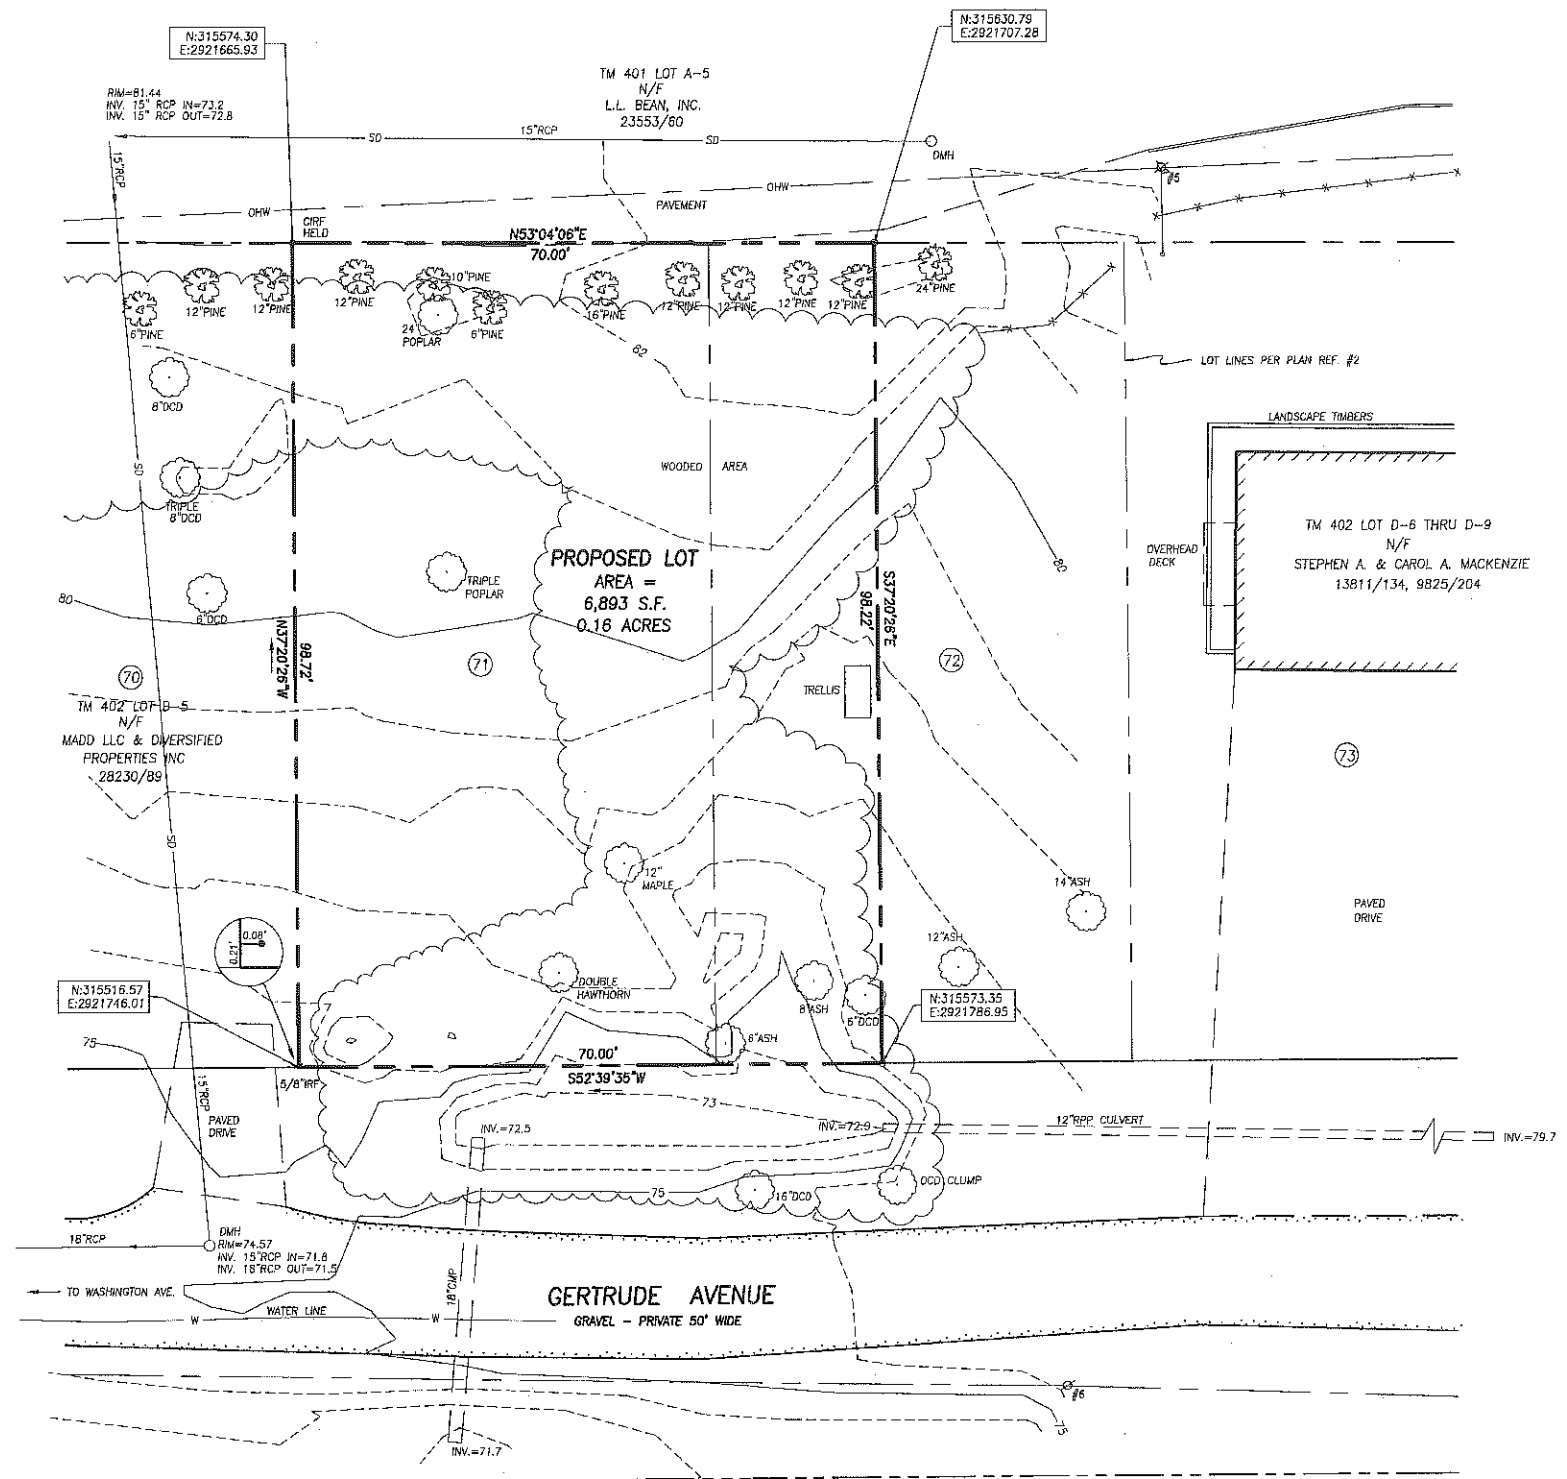 N:315574.30
E:2921665.93
N:315630.79
E:2921707.28
TM 401 LOT A-5
N/F
L.L. BEAN, INC.
23553/60
RIM=81.44
INV. 15" RCP IN=73.2
INV. 15" RCP OUT=72.8
15"RCP
SD
15"RCP
SD
DMH
#5
OHW
PAVEMENT
OHW
CIRF
HELD
N53°04'06"E
70.00'
6"PINE
12"PINE
12"PINE
12"PINE
10"PINE
24"
POPLAR
6"PINE
16"PINE
12"PINE
12"PINE
12"PINE
12"PINE
24"PINE
82
LOT LINES PER PLAN REF. #2
8"DCD
LANDSCAPE TIMBERS
SD
WOODED AREA
TRIPLE
8"DCD
TM 402 LOT D-6 THRU D-9
N/F
STEPHEN A. & CAROL A. MACKENZIE
13811/134, 9825/204
OVERHEAD
DECK
PROPOSED LOT
AREA =
6,893 S.F.
0.16 ACRES
TRIPLE
POPLAR
80
80
6"DCD
S37°20'26"E
98.22'
N37°20'26"W
98.72'
70
71
72
TRELLIS
TM 402 LOT D-5
N/F
MADD LLC & DIVERSIFIED
PROPERTIES INC
28230/89
73
SD
12"
MAPLE
14"ASH
PAVED
DRIVE
0.08'
0.21'
12"ASH
DOUBLE
HAWTHORN
8"ASH
6"DCD
N:315516.57
E:2921746.01
N:315573.35
E:2921786.95
75
6"ASH
70.00'
S52°39'35"W
5/8"IRF
15"RCP
PAVED
DRIVE
73
INV.=72.5
INV.=72.9
12"RPP CULVERT
INV.=79.7
75
16"DCD
DCD CLUMP
18"RCP
DMH
RIM=74.57
INV. 15"RCP IN=71.8
INV. 18"RCP OUT=71.5
TO WASHINGTON AVE.
WATER LINE
W
W
18"CMP
GERTRUDE AVENUE
GRAVEL - PRIVATE 50' WIDE
#6
75
INV.=71.7